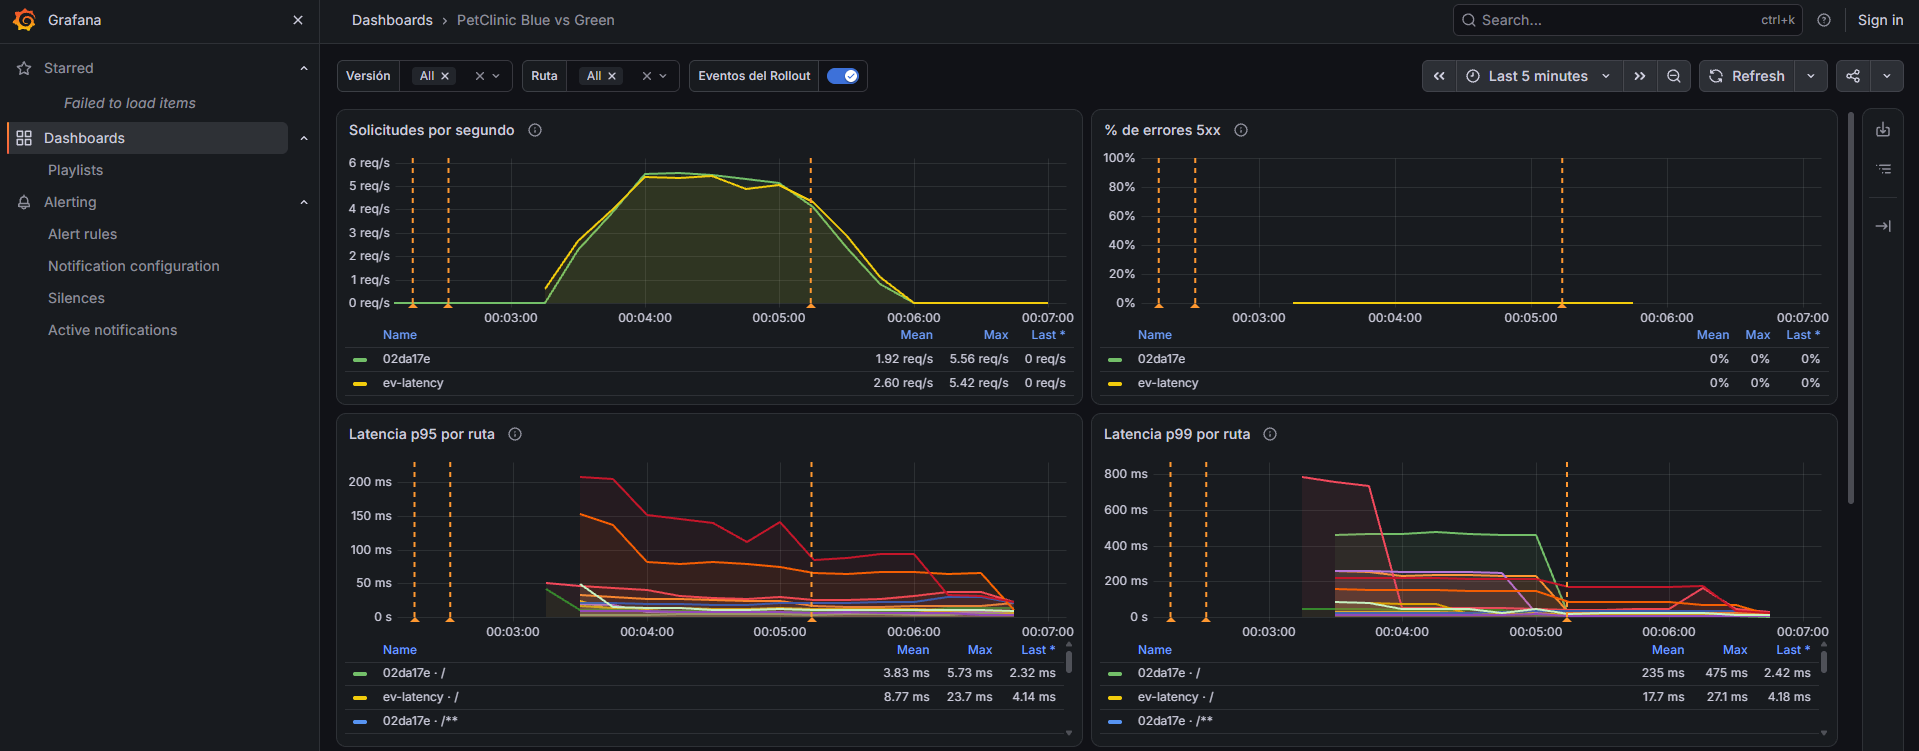 Grafana
Dashboards › PetClinic Blue vs Green
Search...
ctrl+k
Sign in
Starred
Failed to load items
Dashboards
Playlists
Alerting
Alert rules
Notification configuration
Silences
Active notifications
Versión All
Ruta All
Eventos del Rollout
Last 5 minutes
Refresh
Solicitudes por segundo
6 req/s
5 req/s
4 req/s
3 req/s
2 req/s
1 req/s
0 req/s
00:03:00 00:04:00 00:05:00 00:06:00 00:07:00
Name Mean Max Last *
02da17e 1.92 req/s 5.56 req/s 0 req/s
ev-latency 2.60 req/s 5.42 req/s 0 req/s
% de errores 5xx
100%
80%
60%
40%
20%
0%
00:03:00 00:04:00 00:05:00 00:06:00 00:07:00
Name Mean Max Last *
02da17e 0% 0% 0%
ev-latency 0% 0% 0%
Latencia p95 por ruta
200 ms
150 ms
100 ms
50 ms
0 s
00:03:00 00:04:00 00:05:00 00:06:00 00:07:00
Name Mean Max Last *
02da17e · / 3.83 ms 5.73 ms 2.32 ms
ev-latency · / 8.77 ms 23.7 ms 4.14 ms
02da17e · /**
Latencia p99 por ruta
800 ms
600 ms
400 ms
200 ms
0 s
00:03:00 00:04:00 00:05:00 00:06:00 00:07:00
Name Mean Max Last *
02da17e · / 235 ms 475 ms 2.42 ms
ev-latency · / 17.7 ms 27.1 ms 4.18 ms
02da17e · /**